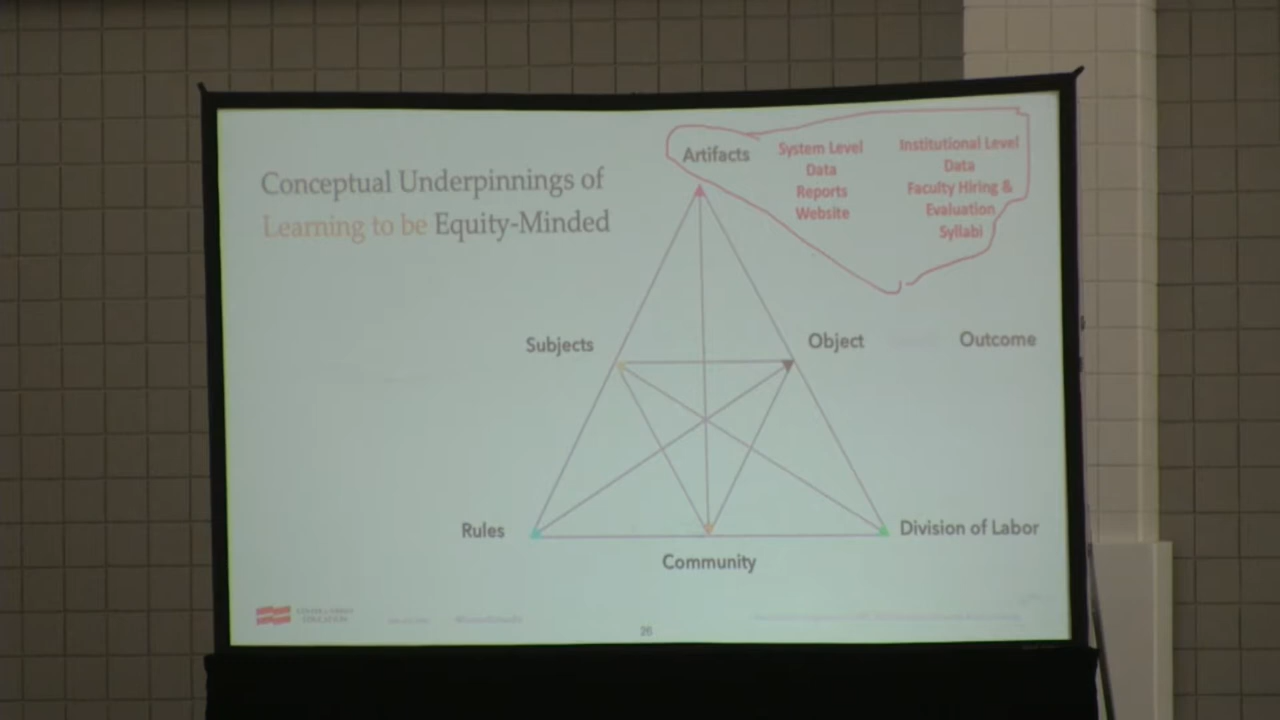 Conceptual Underpinnings of
Learning to be Equity-Minded
Artifacts
System Level
Data
Reports
Website
Institutional Level
Data
Faculty Hiring &
Evaluation
Syllabi
Subjects
Object
Outcome
Rules
Community
Division of Labor
26